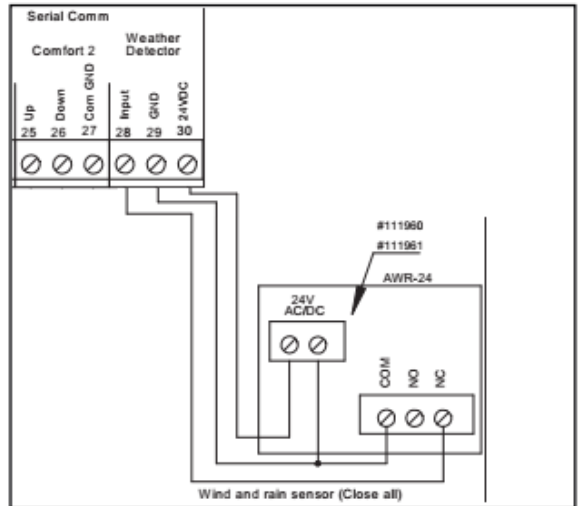 Serial Comm
Comfort 2
Weather
Detector
Up
Down
Com GND
Input
GND
24VDC
25 26 27 28 29 30
#111960
#111961
AWR-24
24V
AC/DC
COM
NO
NC
Wind and rain sensor (Close all)